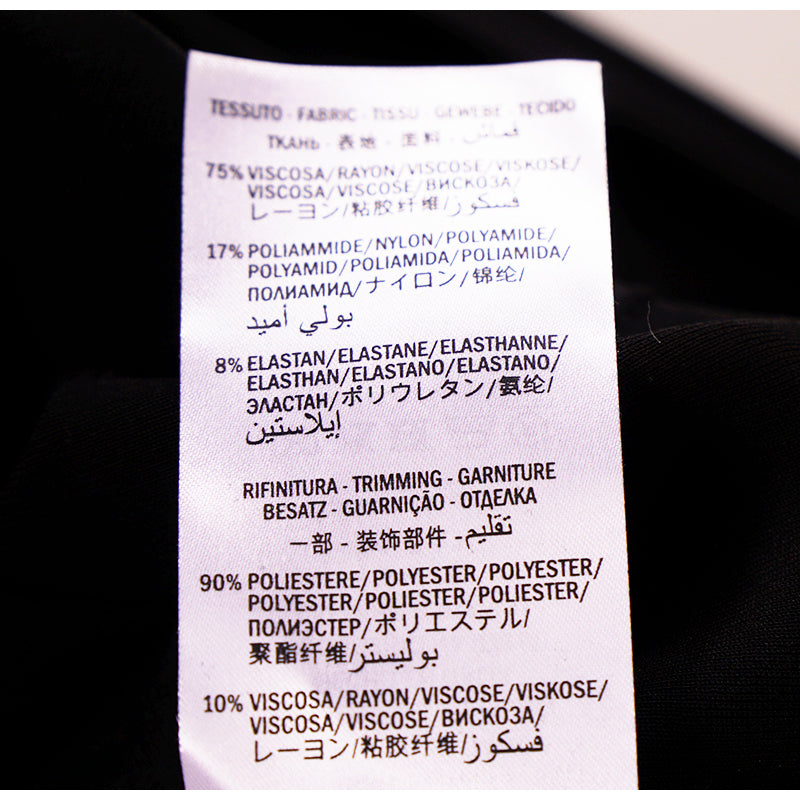 TESSUTO - FABRIC - TISSU - GEWEBE - TECIDO
ТКАНЬ - 表地 - 面料 - قماش
75% VISCOSA/RAYON/VISCOSE/VISKOSE/
VISCOSA/VISCOSE/ВИСКОЗА/
レーヨン/粘胶纤维/فسكوز
17% POLIAMMIDE/NYLON/POLYAMIDE/
POLYAMID/POLIAMIDA/POLIAMIDA/
ПОЛИАМИД/ナイロン/锦纶/
بولي أميد
8% ELASTAN/ELASTANE/ELASTHANNE/
ELASTHAN/ELASTANO/ELASTANO/
ЭЛАСТАН/ポリウレタン/氨纶/
إيلاستين
RIFINITURA - TRIMMING - GARNITURE
BESATZ - GUARNIÇÃO - ОТДЕЛКА
一部 - 装饰部件 - تقليم
90% POLIESTERE/POLYESTER/POLYESTER/
POLYESTER/POLIESTER/POLIESTER/
ПОЛИЭСТЕР/ポリエステル/
聚酯纤维/بوليستر
10% VISCOSA/RAYON/VISCOSE/VISKOSE/
VISCOSA/VISCOSE/ВИСКОЗА/
レーヨン/粘胶纤维/فسكوز